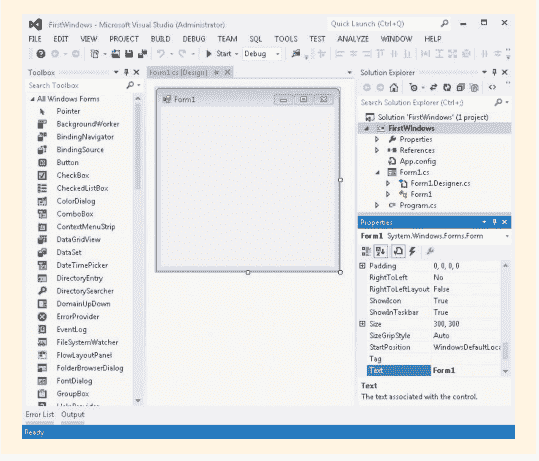 FirstWindows - Microsoft Visual Studio (Administrator)
Quick Launch (Ctrl+Q)
FILE EDIT VIEW PROJECT BUILD DEBUG TEAM SQL TOOLS TEST ANALYZE WINDOW HELP
Start Debug
Toolbox
Search Toolbox
All Windows Forms
Pointer
BackgroundWorker
BindingNavigator
BindingSource
Button
CheckBox
CheckedListBox
ColorDialog
ComboBox
ContextMenuStrip
DataGridView
DataSet
DateTimePicker
DirectoryEntry
DirectorySearcher
DomainUpDown
ErrorProvider
EventLog
FileSystemWatcher
FlowLayoutPanel
FolderBrowserDialog
FontDialog
GroupBox
HelpProvider
Form1.cs [Design]
Form1
Solution Explorer
Search Solution Explorer (Ctrl+;)
Solution 'FirstWindows' (1 project)
FirstWindows
Properties
References
App.config
Form1.cs
Form1.Designer.cs
Form1
Program.cs
Properties
Form1 System.Windows.Forms.Form
Padding 0, 0, 0, 0
RightToLeft No
RightToLeftLayout False
ShowIcon True
ShowInTaskbar True
Size 300, 300
SizeGripStyle Auto
StartPosition WindowsDefaultLoca
Tag
Text Form1
Text
The text associated with the control.
Error List Output
Ready